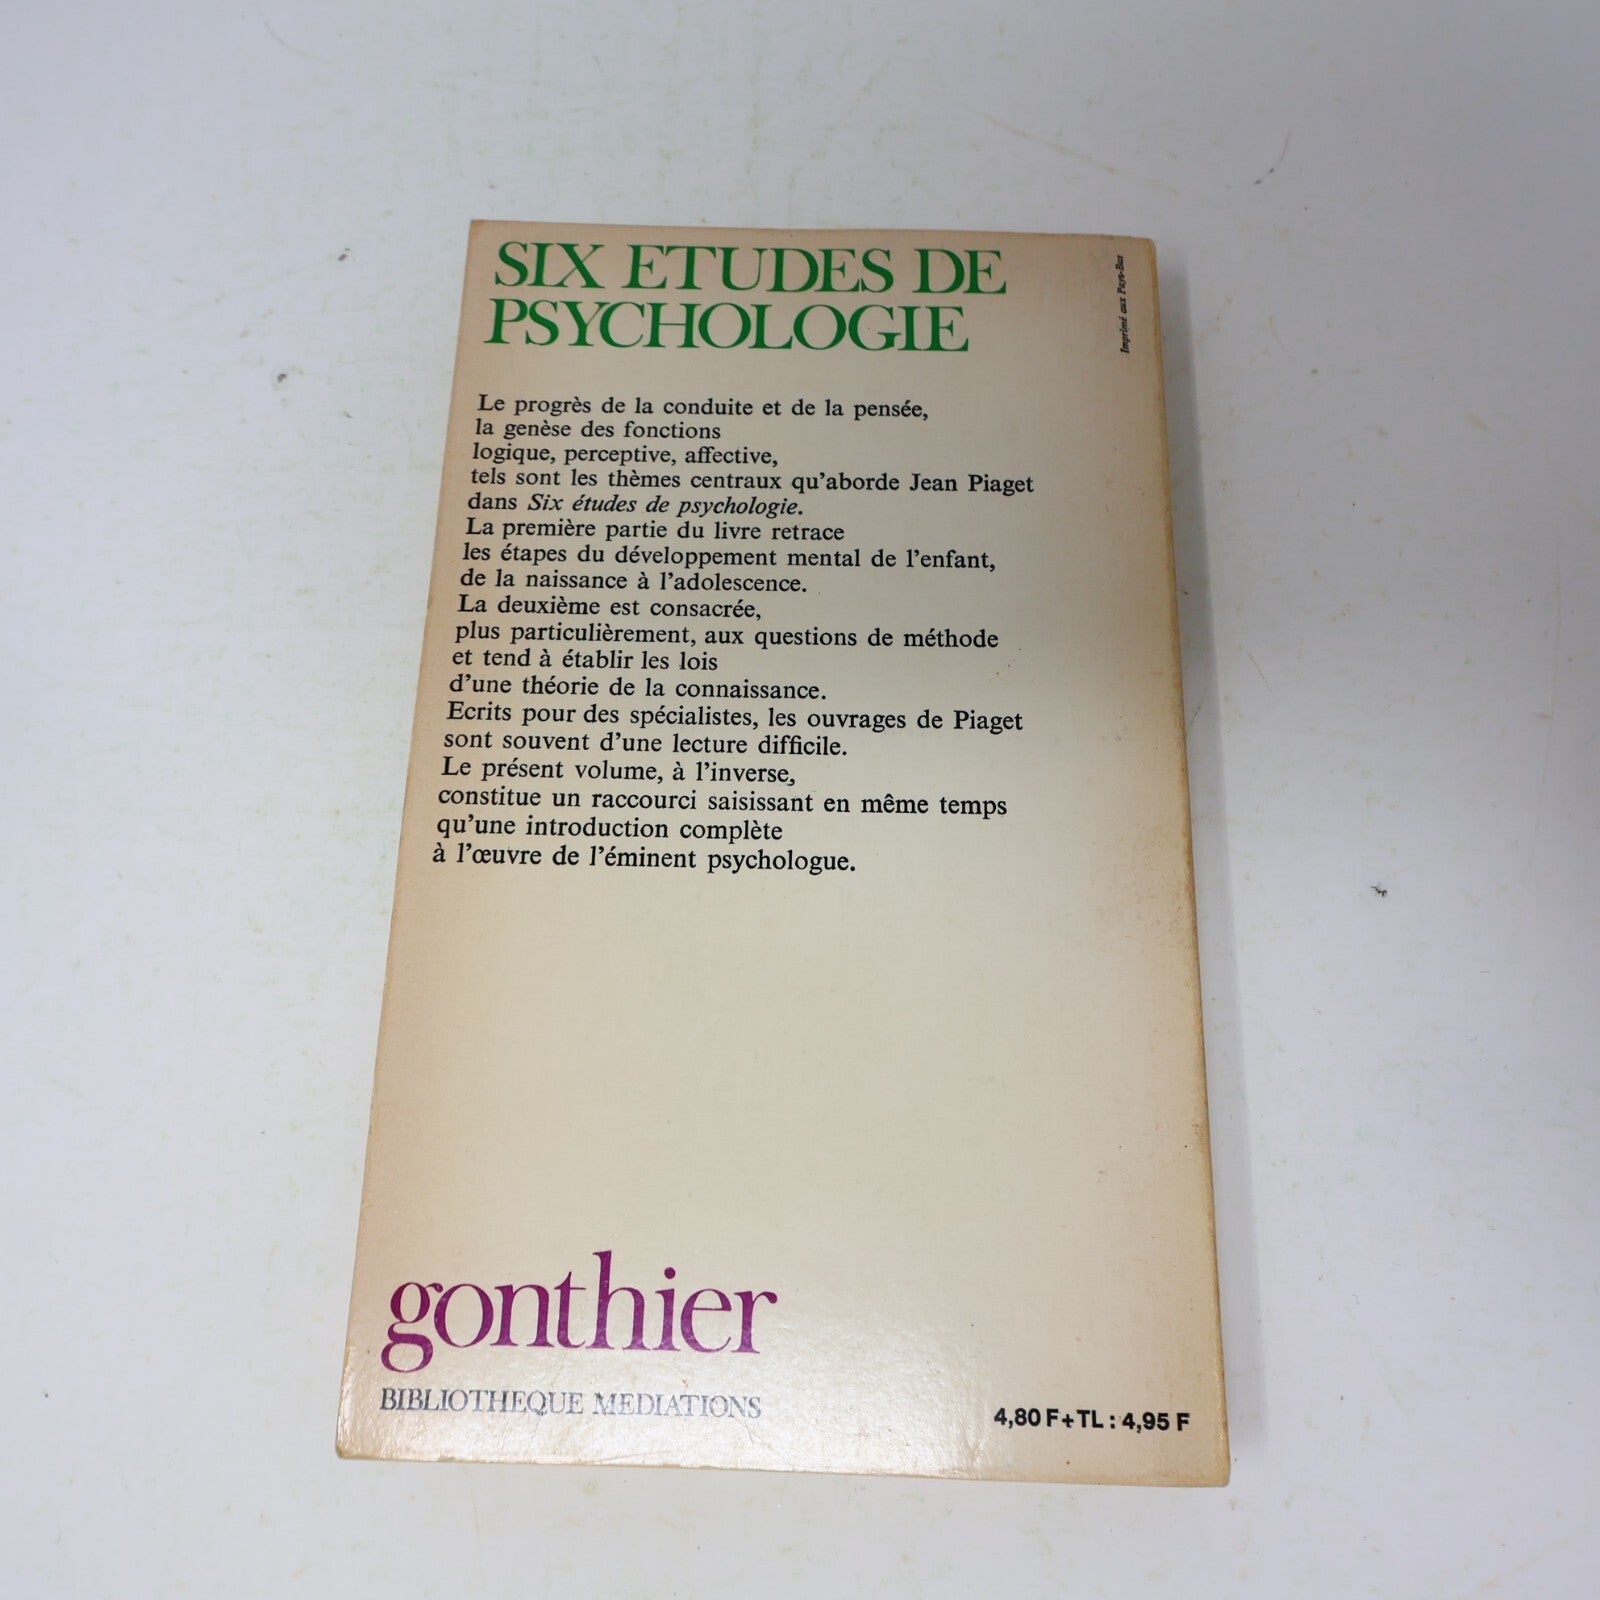 SIX ETUDES DE
PSYCHOLOGIE
Imprimé aux Pays-Bas
Le progrès de la conduite et de la pensée,
la genèse des fonctions
logique, perceptive, affective,
tels sont les thèmes centraux qu'aborde Jean Piaget
dans Six études de psychologie.
La première partie du livre retrace
les étapes du développement mental de l'enfant,
de la naissance à l'adolescence.
La deuxième est consacrée,
plus particulièrement, aux questions de méthode
et tend à établir les lois
d'une théorie de la connaissance.
Ecrits pour des spécialistes, les ouvrages de Piaget
sont souvent d'une lecture difficile.
Le présent volume, à l'inverse,
constitue un raccourci saisissant en même temps
qu'une introduction complète
à l'œuvre de l'éminent psychologue.
gonthier
BIBLIOTHEQUE MEDIATIONS
4,80 F+TL : 4,95 F